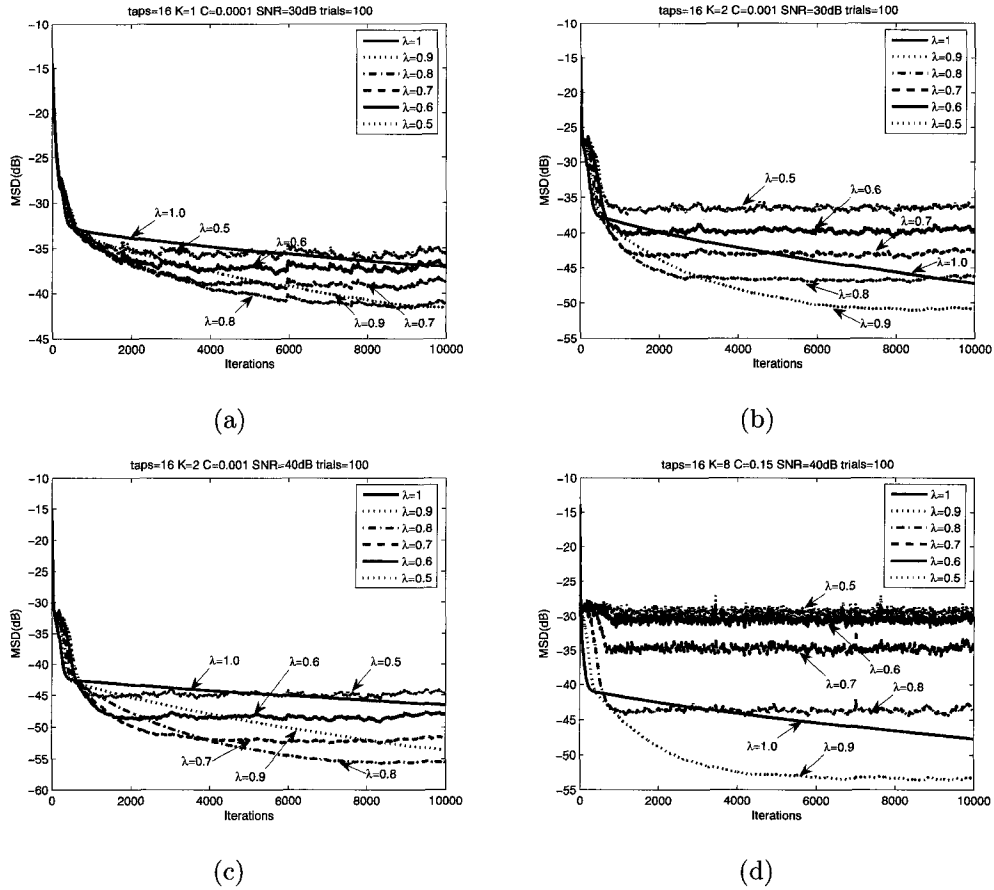 taps=16 K=1 C=0.0001 SNR=30dB trials=100
-10
-15
-20
-25
-30
-35
-40
-45
MSD(dB)
0
2000
4000
6000
8000
10000
Iterations
λ=1
λ=0.9
λ=0.8
λ=0.7
λ=0.6
λ=0.5
λ=1.0
λ=0.5
λ=0.6
λ=0.8
λ=0.9
λ=0.7
(a)
taps=16 K=2 C=0.001 SNR=30dB trials=100
-10
-15
-20
-25
-30
-35
-40
-45
-50
-55
MSD(dB)
0
2000
4000
6000
8000
10000
Iterations
λ=1
λ=0.9
λ=0.8
λ=0.7
λ=0.6
λ=0.5
λ=0.5
λ=0.6
λ=0.7
λ=1.0
λ=0.8
λ=0.9
(b)
taps=16 K=2 C=0.001 SNR=40dB trials=100
-10
-15
-20
-25
-30
-35
-40
-45
-50
-55
-60
MSD(dB)
0
2000
4000
6000
8000
10000
Iterations
λ=1
λ=0.9
λ=0.8
λ=0.7
λ=0.6
λ=0.5
λ=1.0
λ=0.6
λ=0.5
λ=0.7
λ=0.9
λ=0.8
(c)
taps=16 K=8 C=0.15 SNR=40dB trials=100
-10
-15
-20
-25
-30
-35
-40
-45
-50
-55
MSD(dB)
0
2000
4000
6000
8000
10000
Iterations
λ=1
λ=0.9
λ=0.8
λ=0.7
λ=0.6
λ=0.5
λ=0.5
λ=0.6
λ=0.7
λ=0.8
λ=1.0
λ=0.9
(d)